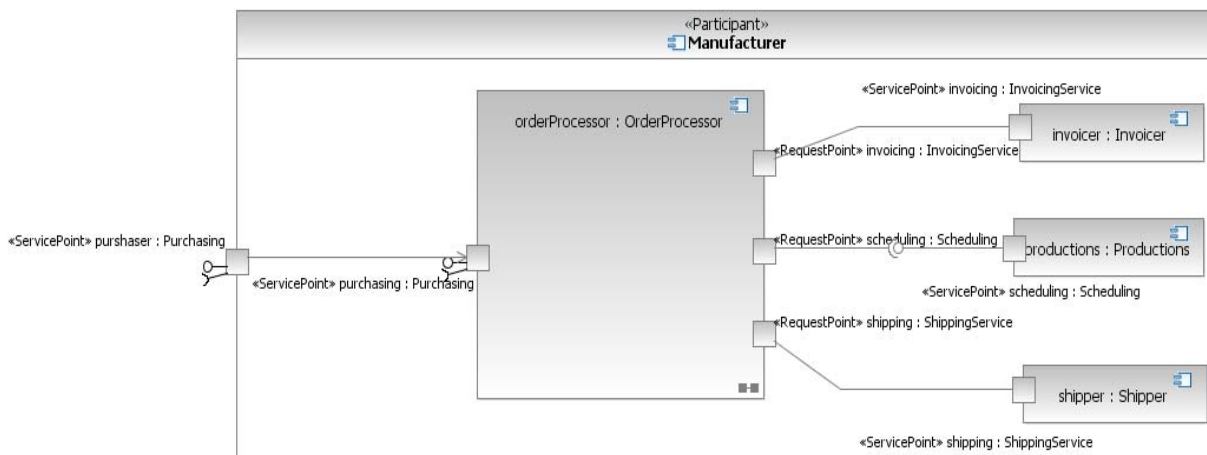 «Participant»
Manufacturer
«ServicePoint» invoicing : InvoicingService
orderProcessor : OrderProcessor
invoicer : Invoicer
«RequestPoint» invoicing : InvoicingService
«ServicePoint» purshaser : Purchasing
«RequestPoint» scheduling : Scheduling
productions : Productions
«ServicePoint» purchasing : Purchasing
«ServicePoint» scheduling : Scheduling
«RequestPoint» shipping : ShippingService
shipper : Shipper
«ServicePoint» shipping : ShippingService